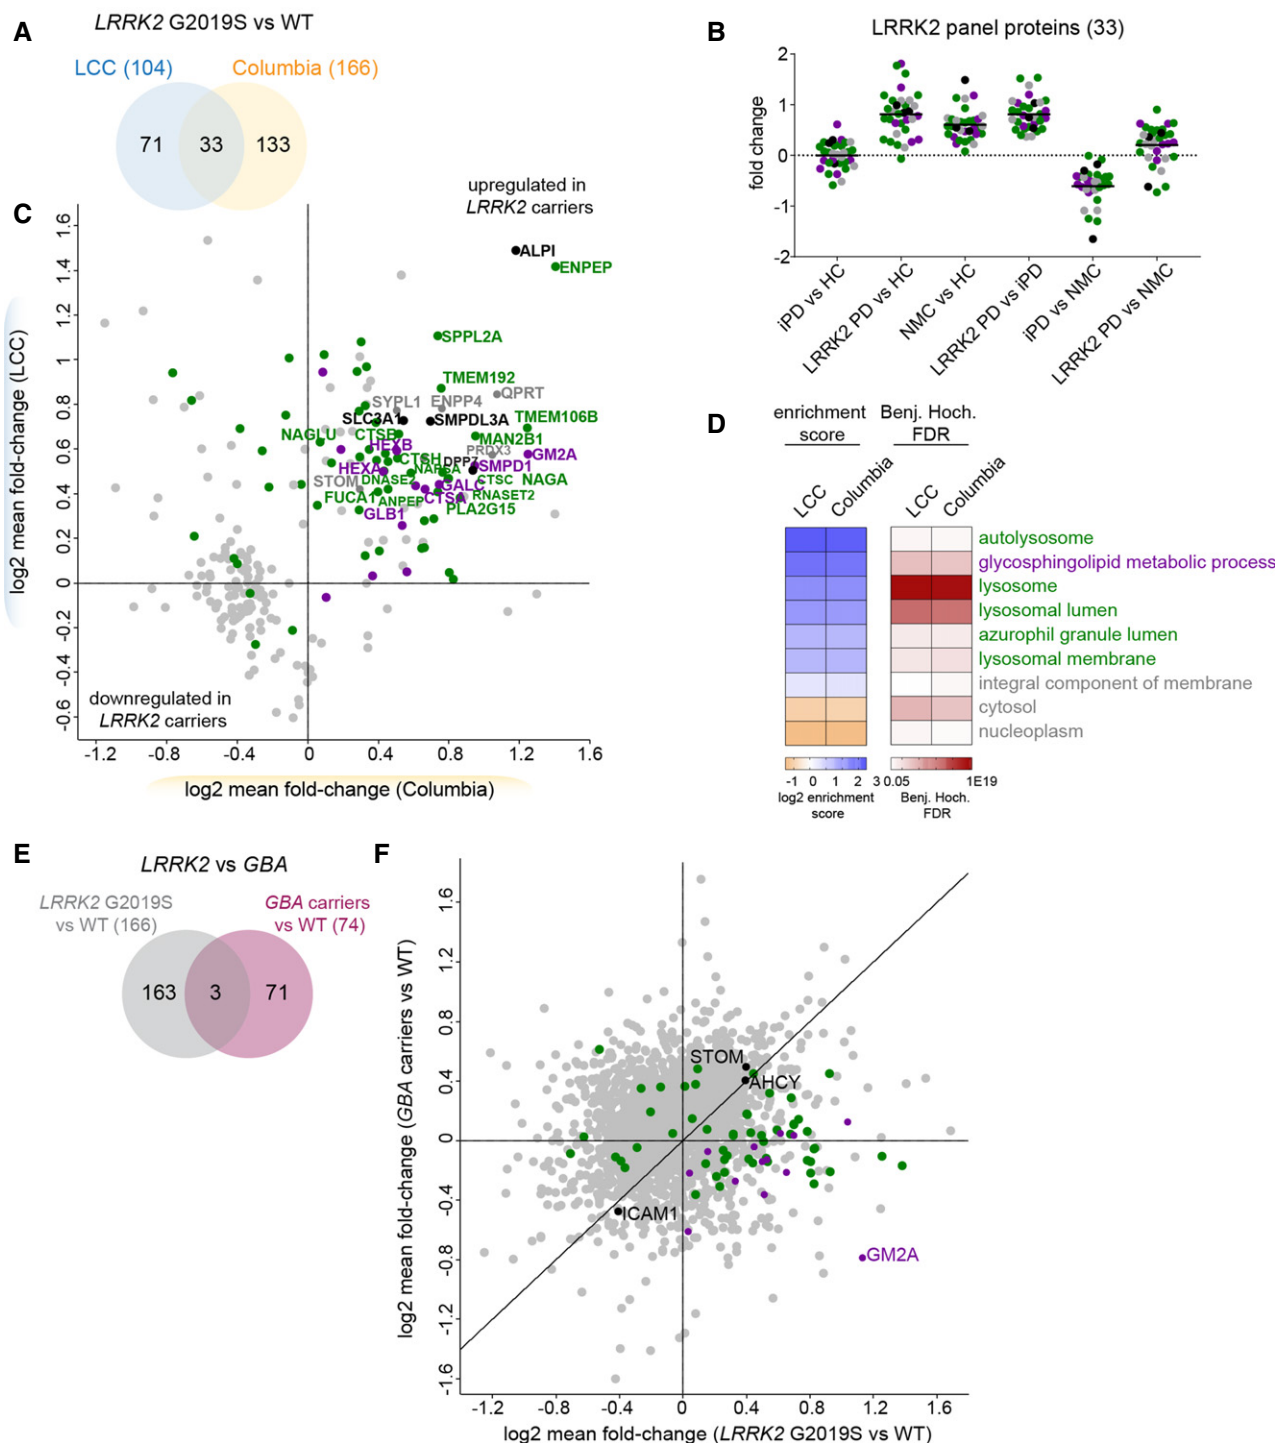 A
LRRK2 G2019S vs WT
LCC (104)
Columbia (166)
71
33
133
B
LRRK2 panel proteins (33)
fold change
2
1
0
-1
-2
iPD vs HC
LRRK2 PD vs HC
NMC vs HC
LRRK2 PD vs iPD
iPD vs NMC
LRRK2 PD vs NMC
C
upregulated in
LRRK2 carriers
log2 mean fold-change (LCC)
1.6
1.4
1.2
1
0.8
0.6
0.4
0.2
0
-0.2
-0.4
-0.6
ALPI
ENPEP
SPPL2A
TMEM192
QPRT
SYPL1
ENPP4
SLC3A1
SMPDL3A
TMEM106B
NAGLU
CTSB
MAN2B1
HEXB
PRDX3
GM2A
CTSH
DPP7
HEXA
NAPSA
SMPD1
STOM
DNASE2
GALC
CTSC
NAGA
FUCA1
ANPEP
CTSA
RNASET2
GLB1
PLA2G15
downregulated in
LRRK2 carriers
-1.2
-0.8
-0.4
0
0.4
0.8
1.2
1.6
log2 mean fold-change (Columbia)
D
enrichment
score
Benj. Hoch.
FDR
LCC
Columbia
LCC
Columbia
autolysosome
glycosphingolipid metabolic process
lysosome
lysosomal lumen
azurophil granule lumen
lysosomal membrane
integral component of membrane
cytosol
nucleoplasm
-1 0 1 2 3
log2 enrichment
score
0.05 1E19
Benj. Hoch.
FDR
E
LRRK2 vs GBA
LRRK2 G2019S
vs WT (166)
GBA carriers
vs WT (74)
163
3
71
F
log2 mean fold-change (GBA carriers vs WT)
1.6
1.2
0.8
0.4
0
-0.4
-0.8
-1.2
-1.6
STOM
AHCY
ICAM1
GM2A
-1.2
-0.8
-0.4
0
0.4
0.8
1.2
1.6
log2 mean fold-change (LRRK2 G2019S vs WT)